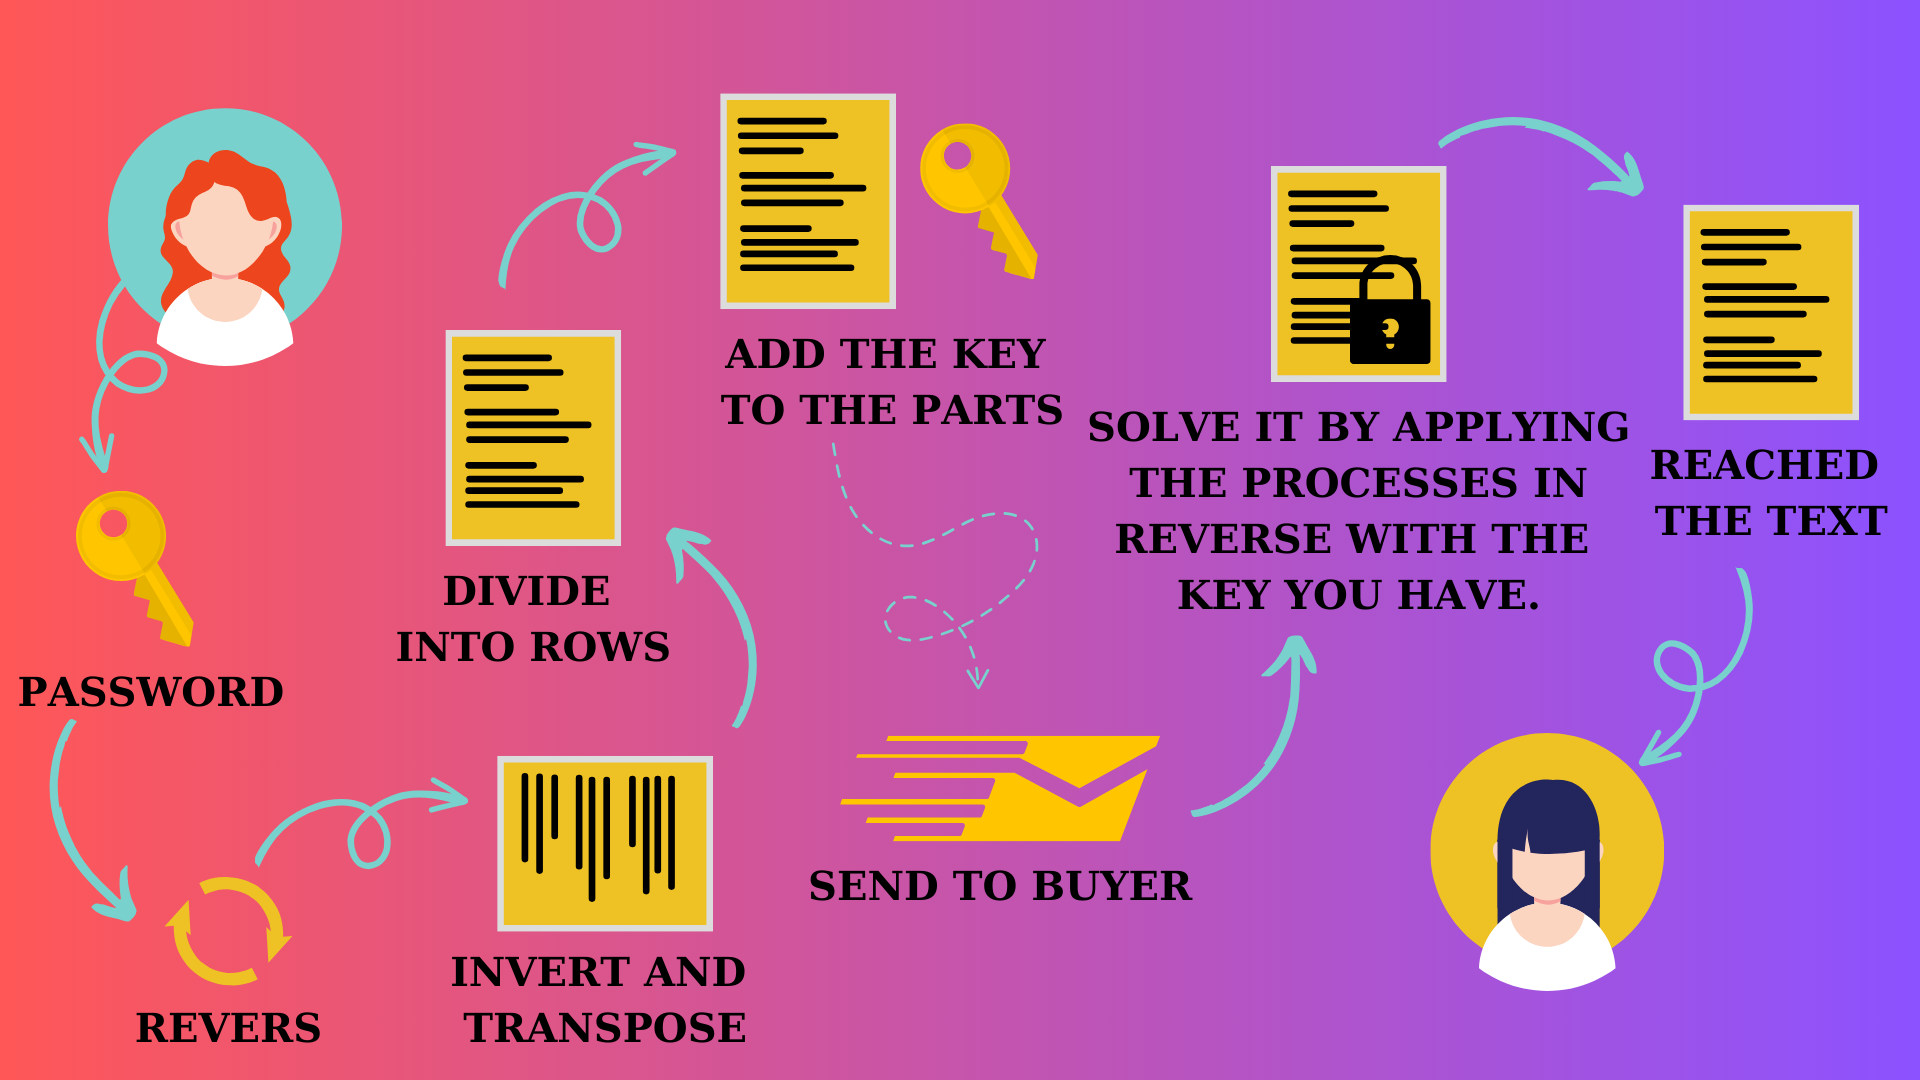 PASSWORD
REVERS
INVERT AND
TRANSPOSE
DIVIDE
INTO ROWS
ADD THE KEY
TO THE PARTS
SEND TO BUYER
SOLVE IT BY APPLYING
THE PROCESSES IN
REVERSE WITH THE
KEY YOU HAVE.
REACHED
THE TEXT